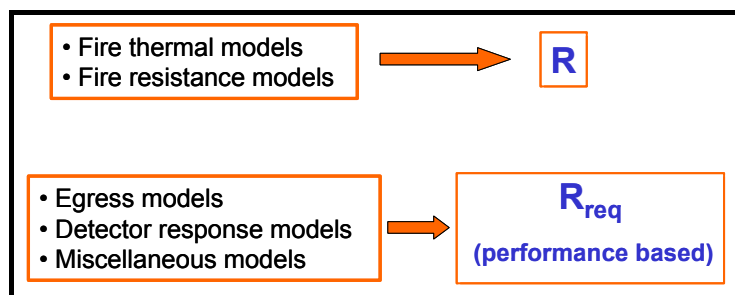 • Fire thermal models
• Fire resistance models
R
• Egress models
• Detector response models
• Miscellaneous models
Rreq
(performance based)